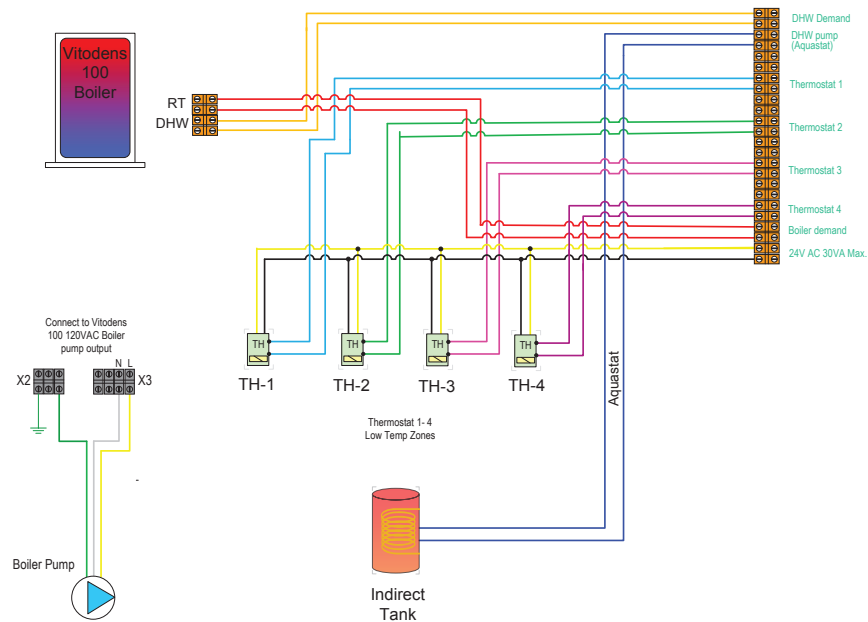 Vitodens
100
Boiler
RT
DHW
DHW Demand
DHW pump
(Aquastat)
Thermostat 1
Thermostat 2
Thermostat 3
Thermostat 4
Boiler demand
24V AC 30VA Max.
Connect to Vitodens
100 120VAC Boiler
pump output
N L
X2
X3
TH
TH
TH
TH
TH-1
TH-2
TH-3
TH-4
Aquastat
Thermostat 1- 4
Low Temp Zones
-
Boiler Pump
Indirect
Tank